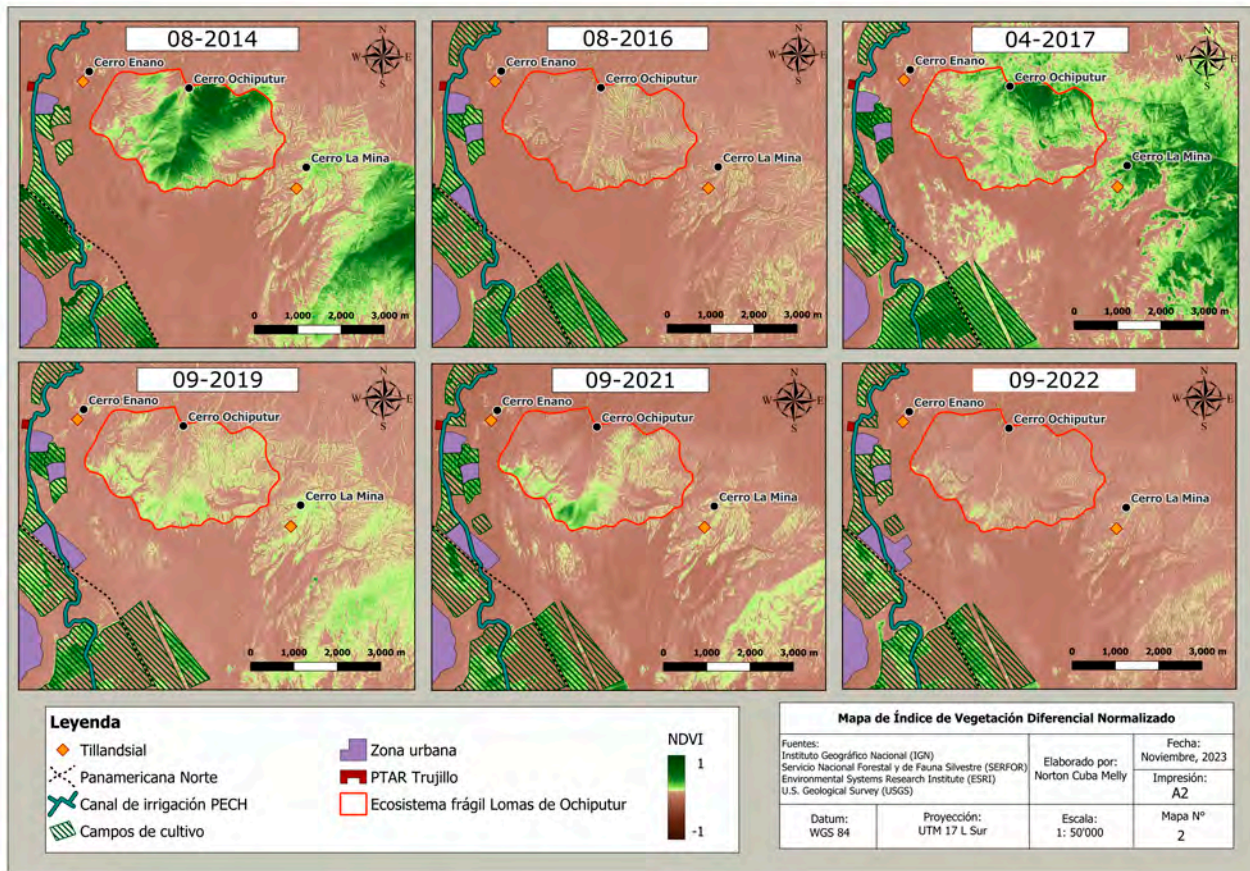 08-2014
N
W
E
S
Cerro Enano
Cerro Ochiputur
Cerro La Mina
0 1,000 2,000 3,000 m
08-2016
N
W
E
S
Cerro Enano
Cerro Ochiputur
Cerro La Mina
0 1,000 2,000 3,000 m
04-2017
N
W
E
S
Cerro Enano
Cerro Ochiputur
Cerro La Mina
0 1,000 2,000 3,000 m
09-2019
N
W
E
S
Cerro Enano
Cerro Ochiputur
Cerro La Mina
0 1,000 2,000 3,000 m
09-2021
N
W
E
S
Cerro Enano
Cerro Ochiputur
Cerro La Mina
0 1,000 2,000 3,000 m
09-2022
N
W
E
S
Cerro Enano
Cerro Ochiputur
Cerro La Mina
0 1,000 2,000 3,000 m
Leyenda
Tillandsial
Panamericana Norte
Canal de irrigación PECH
Campos de cultivo
Zona urbana
PTAR Trujillo
Ecosistema frágil Lomas de Ochiputur
NDVI
1
-1
Mapa de Índice de Vegetación Diferencial Normalizado
Fuentes:
Instituto Geográfico Nacional (IGN)
Servicio Nacional Forestal y de Fauna Silvestre (SERFOR)
Environmental Systems Research Institute (ESRI)
U.S. Geological Survey (USGS)
Elaborado por:
Norton Cuba Melly
Fecha:
Noviembre, 2023
Impresión:
A2
Datum:
WGS 84
Proyección:
UTM 17 L Sur
Escala:
1: 50'000
Mapa N°
2